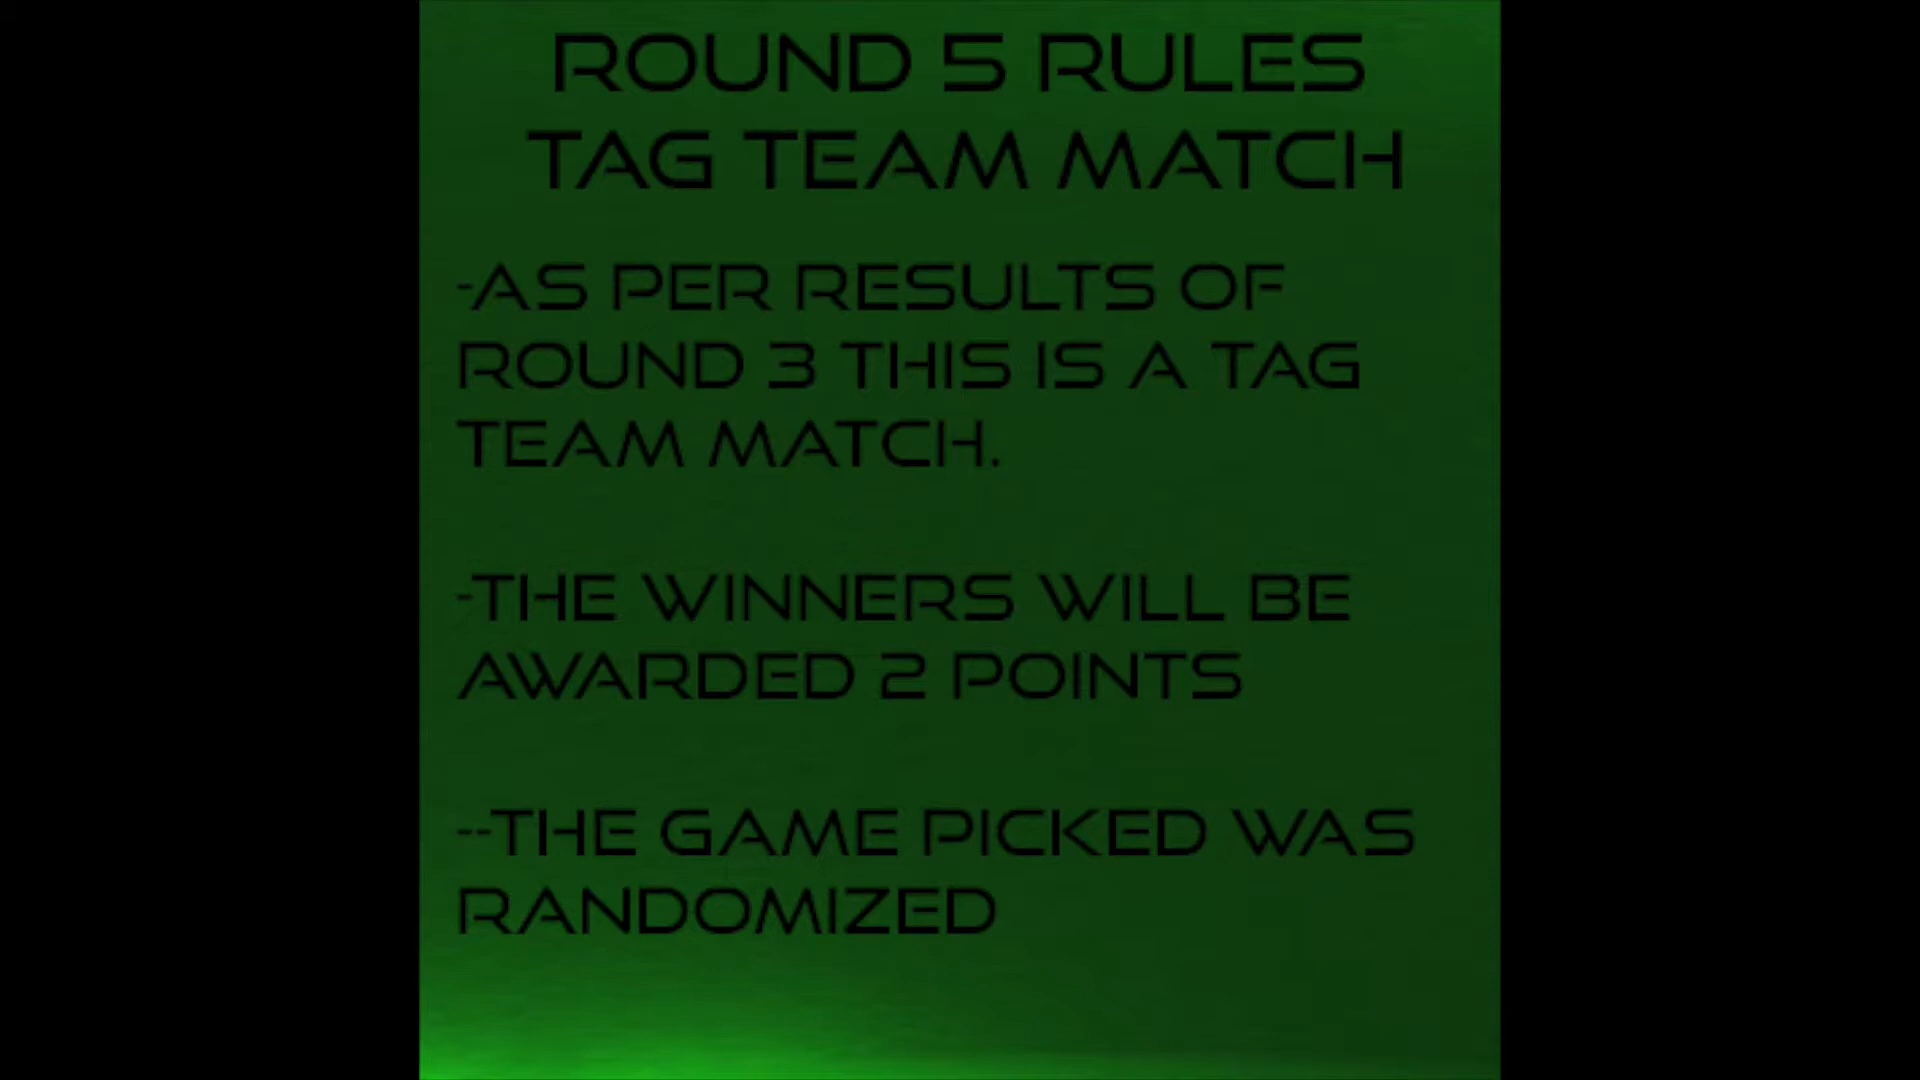 ROUND 5 RULES
TAG TEAM MATCH
-AS PER RESULTS OF
ROUND 3 THIS IS A TAG
TEAM MATCH.
-THE WINNERS WILL BE
AWARDED 2 POINTS
--THE GAME PICKED WAS
RANDOMIZED